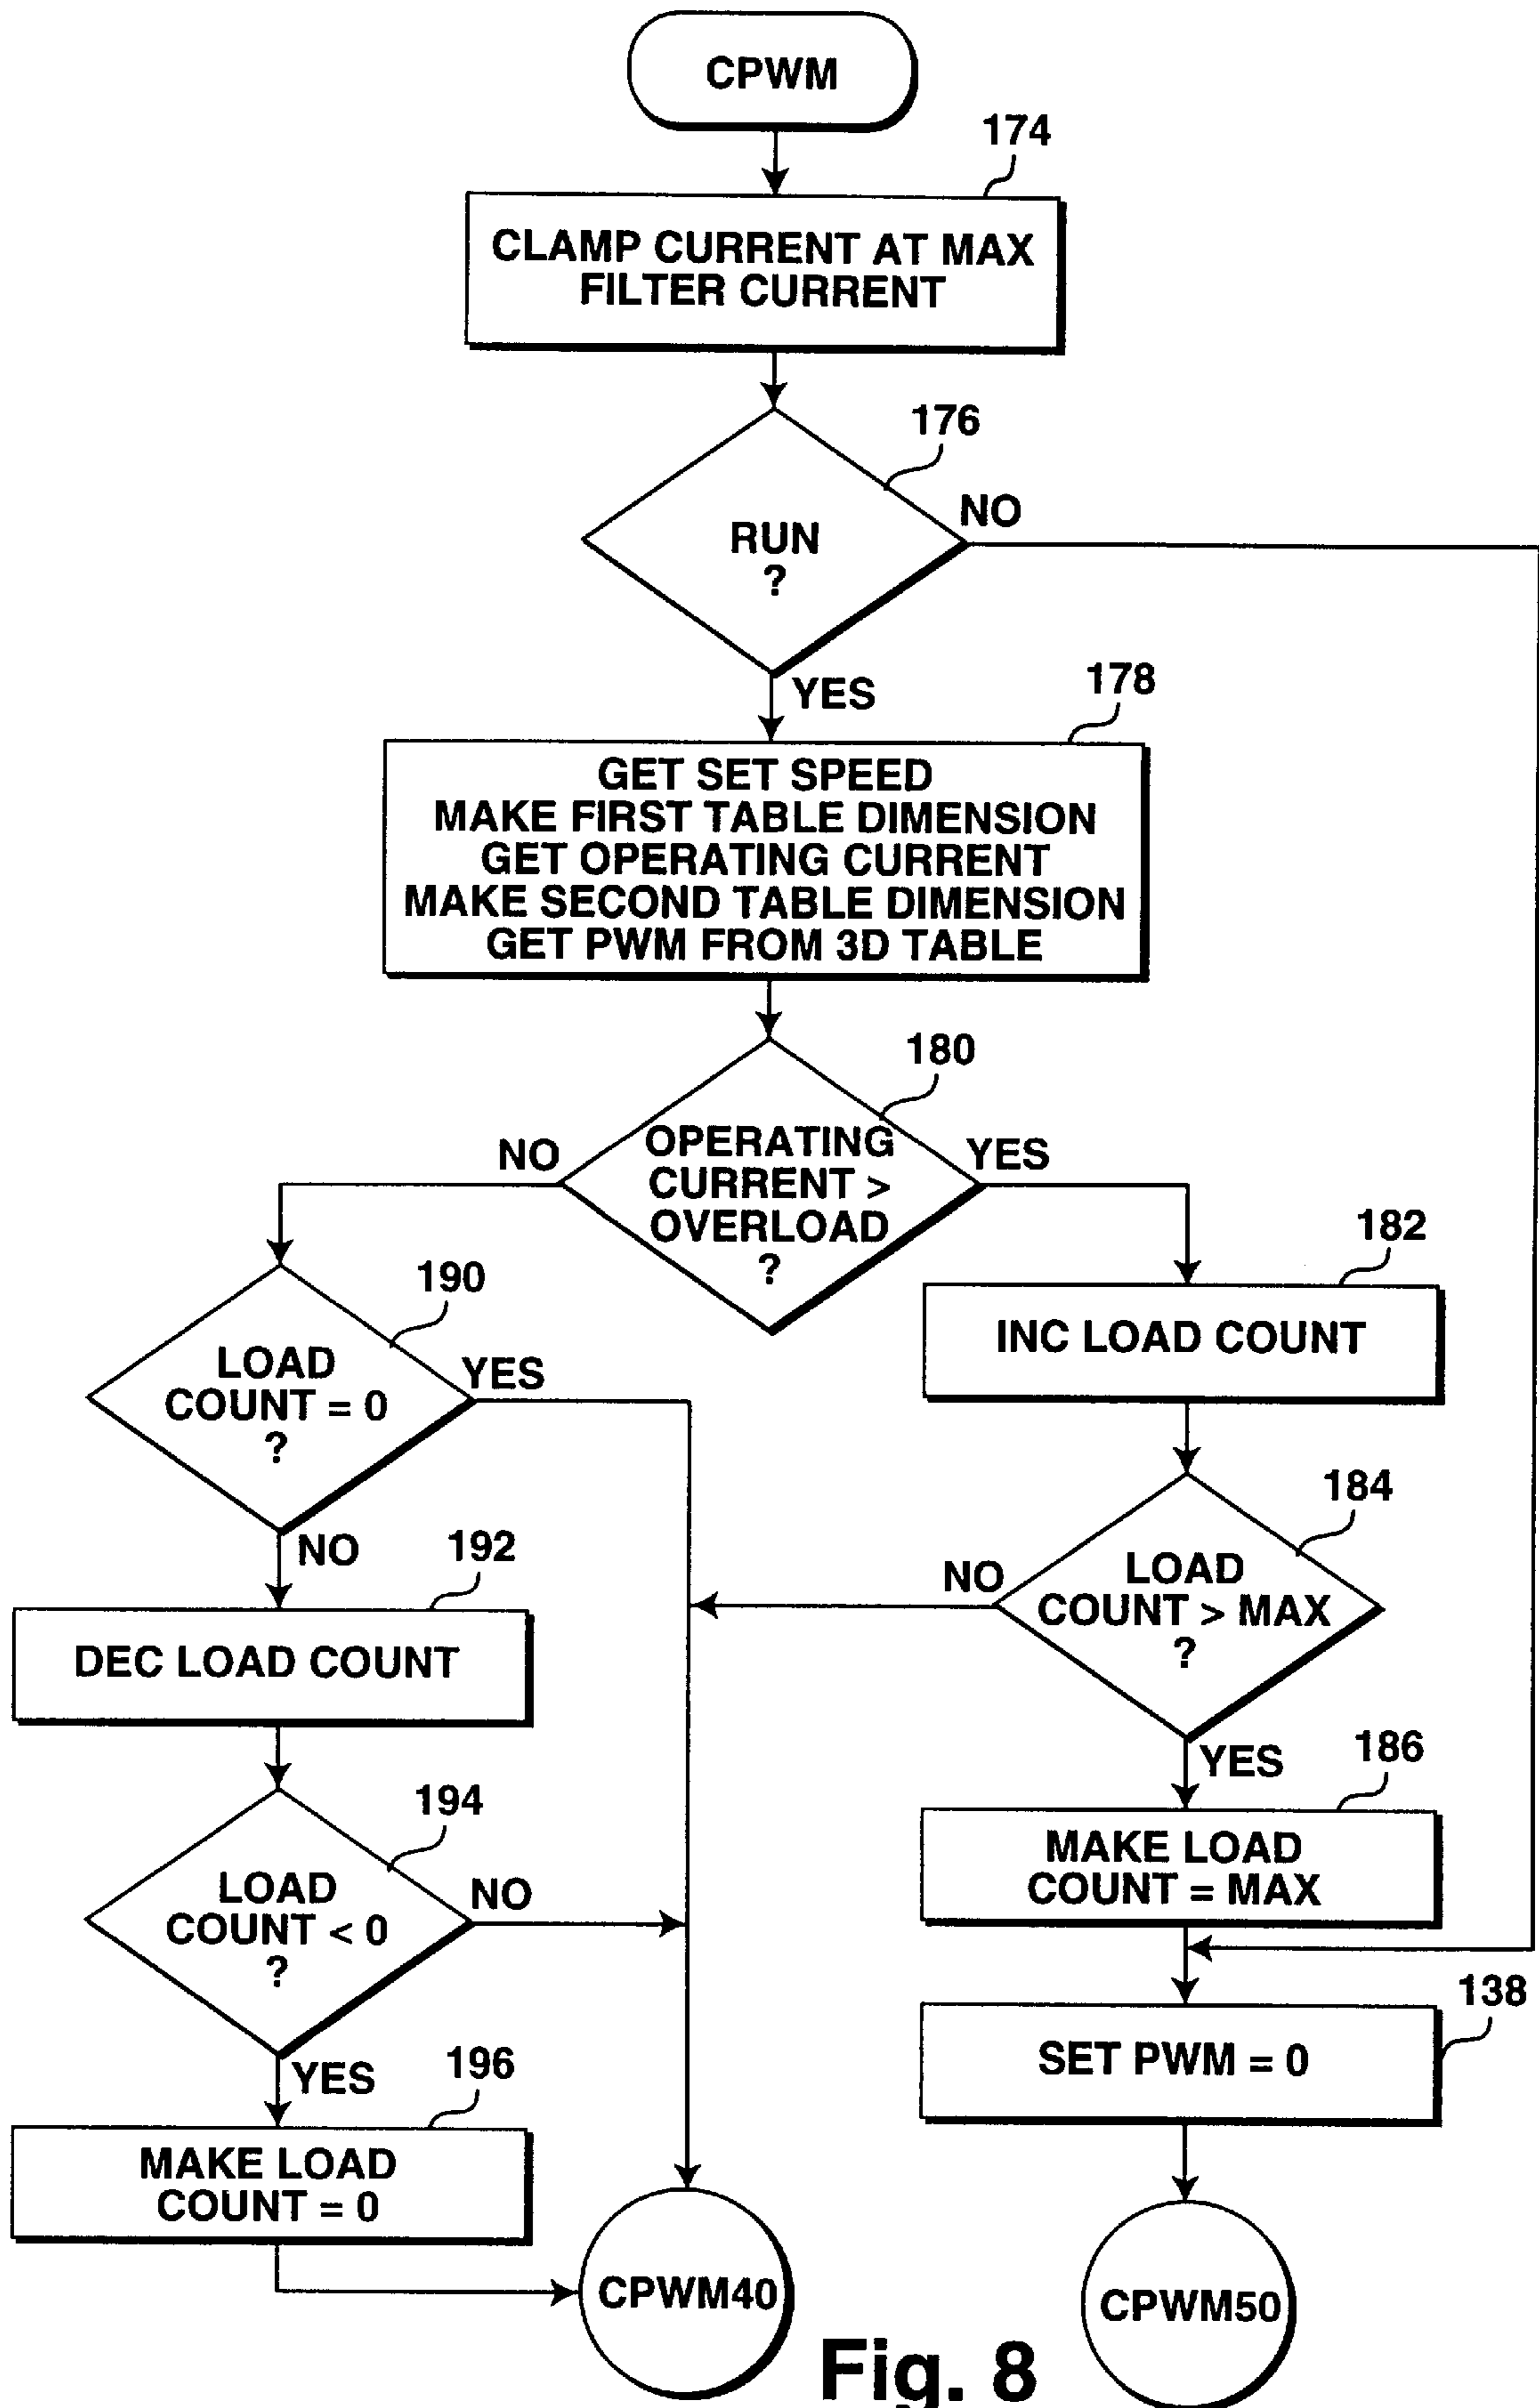 CPWM
174
CLAMP CURRENT AT MAX
FILTER CURRENT
176
RUN
?
NO
YES
178
GET SET SPEED
MAKE FIRST TABLE DIMENSION
GET OPERATING CURRENT
MAKE SECOND TABLE DIMENSION
GET PWM FROM 3D TABLE
180
OPERATING
CURRENT >
OVERLOAD
?
NO
YES
182
INC LOAD COUNT
190
LOAD
COUNT = 0
?
YES
NO
184
LOAD
COUNT > MAX
?
NO
YES
192
DEC LOAD COUNT
186
MAKE LOAD
COUNT = MAX
194
LOAD
COUNT < 0
?
NO
YES
138
SET PWM = 0
196
MAKE LOAD
COUNT = 0
CPWM40
CPWM50
Fig. 8